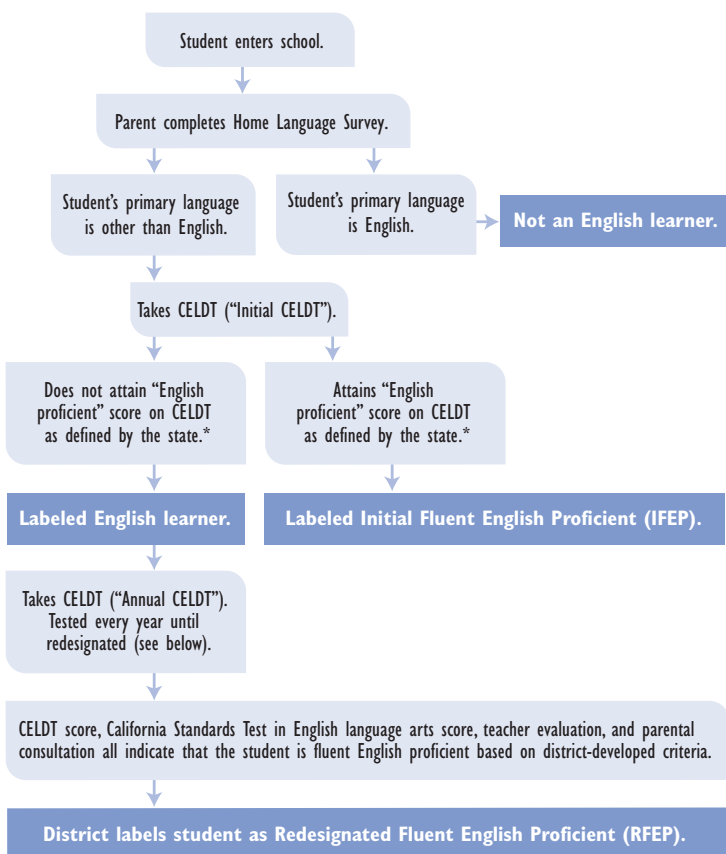 Student enters school.
Parent completes Home Language Survey.
Student's primary language
is other than English.
Student's primary language
is English.
Not an English learner.
Takes CELDT (“Initial CELDT”).
Does not attain “English
proficient” score on CELDT
as defined by the state.*
Attains “English
proficient” score on CELDT
as defined by the state.*
Labeled English learner.
Labeled Initial Fluent English Proficient (IFEP).
Takes CELDT (“Annual CELDT”).
Tested every year until
redesignated (see below).
CELDT score, California Standards Test in English language arts score, teacher evaluation, and parental
consultation all indicate that the student is fluent English proficient based on district-developed criteria.
District labels student as Redesignated Fluent English Proficient (RFEP).